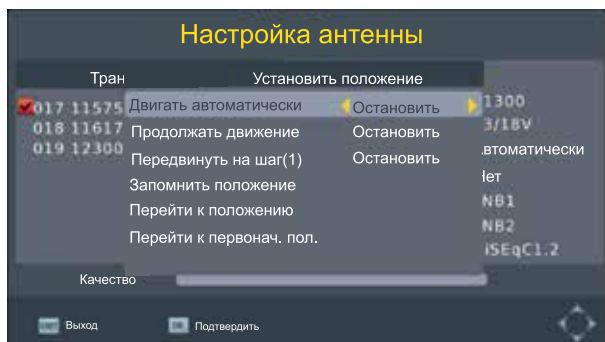 Настройка антенны
Тран Установить положение
017 11575 Двигать автоматически Остановить 1300
018 11617 Продолжать движение Остановить 3/18V
019 12300 Передвинуть на шаг(1) Остановить втоматически
Запомнить положение Нет
Перейти к положению NB1
Перейти к первонач. пол. NB2
iSEqC1.2
Качество
Выход Подтвердить